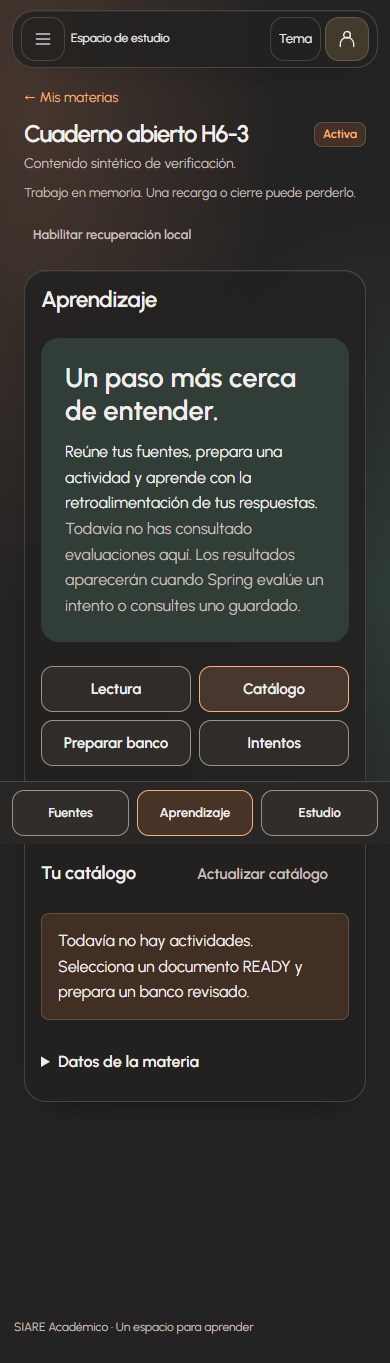 Espacio de estudio
Tema
← Mis materias
Cuaderno abierto H6-3
Activa
Contenido sintético de verificación.
Trabajo en memoria. Una recarga o cierre puede perderlo.
Habilitar recuperación local
Aprendizaje
Un paso más cerca
de entender.
Reúne tus fuentes, prepara una
actividad y aprende con la
retroalimentación de tus respuestas.
Todavía no has consultado
evaluaciones aquí. Los resultados
aparecerán cuando Spring evalúe un
intento o consultes uno guardado.
Lectura
Catálogo
Preparar banco
Intentos
Fuentes
Aprendizaje
Estudio
Tu catálogo
Actualizar catálogo
Todavía no hay actividades.
Selecciona un documento READY y
prepara un banco revisado.
Datos de la materia
SIARE Académico · Un espacio para aprender